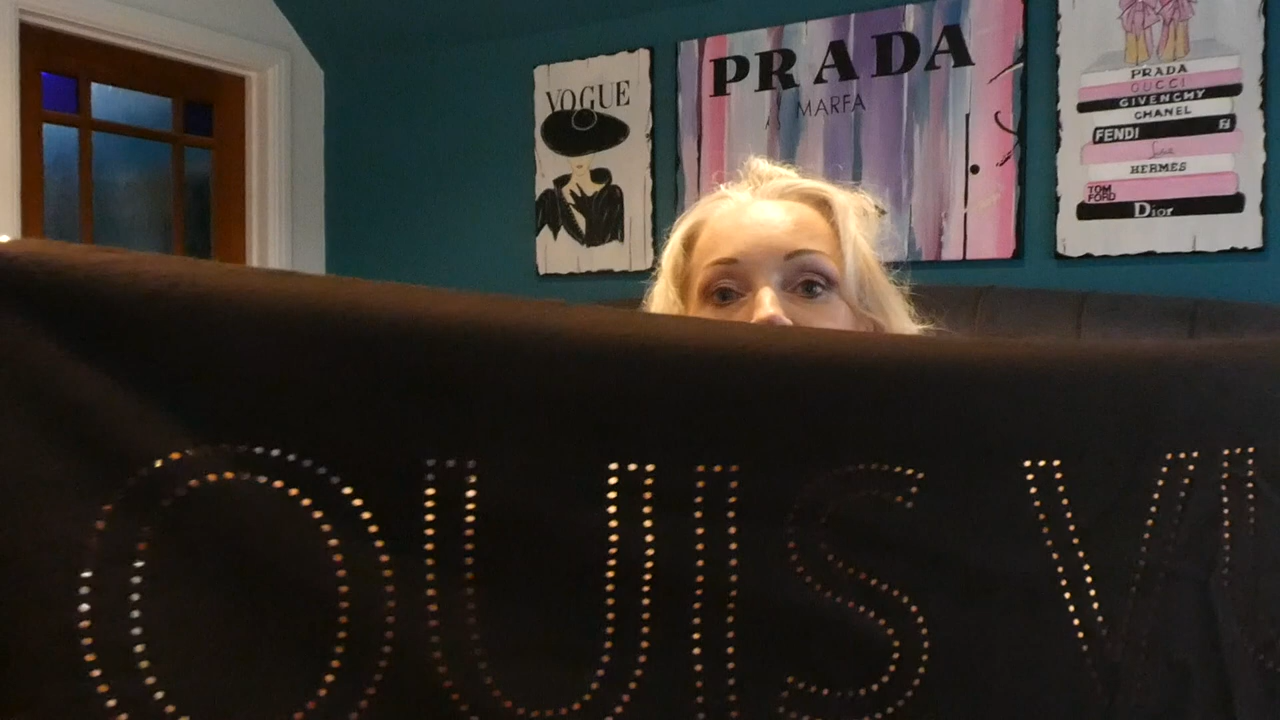 VOGUE
PRADA
MARFA
PRADA
GUCCI
GIVENCHY
CHANEL
FENDI
HERMES
TOM
FORD
Dior
OUIS V